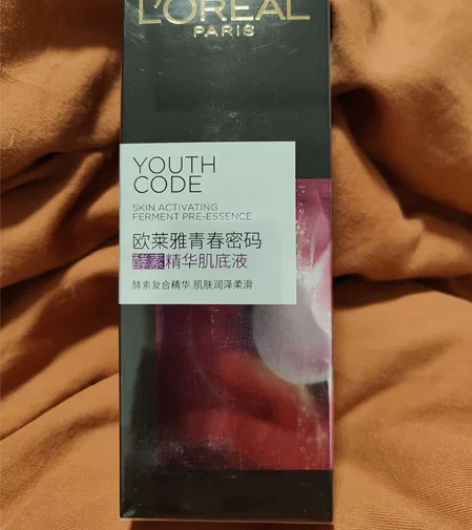 L'ORÉAL
PARIS
YOUTH
CODE
SKIN ACTIVATING
FERMENT PRE-ESSENCE
欧莱雅青春密码
酵素精华肌底液
酵素复合精华 肌肤润泽柔滑